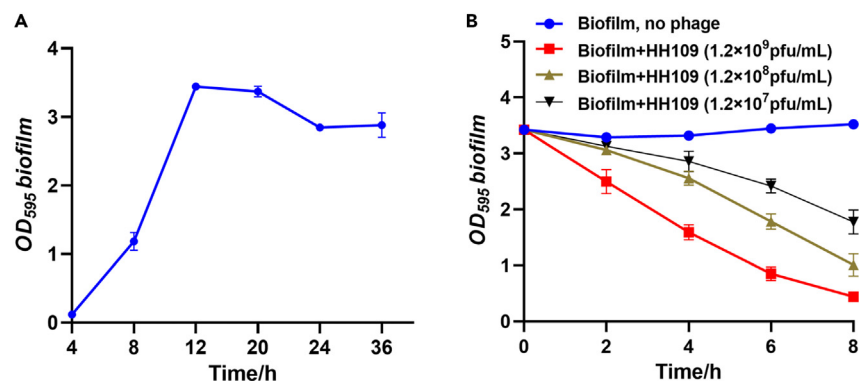 A
OD595 biofilm
4
3
2
1
0
4 8 12 20 24 36
Time/h
B
Biofilm, no phage
Biofilm+HH109 (1.2×10⁹pfu/mL)
Biofilm+HH109 (1.2×10⁸pfu/mL)
Biofilm+HH109 (1.2×10⁷pfu/mL)
OD595 biofilm
5
4
3
2
1
0
0 2 4 6 8
Time/h